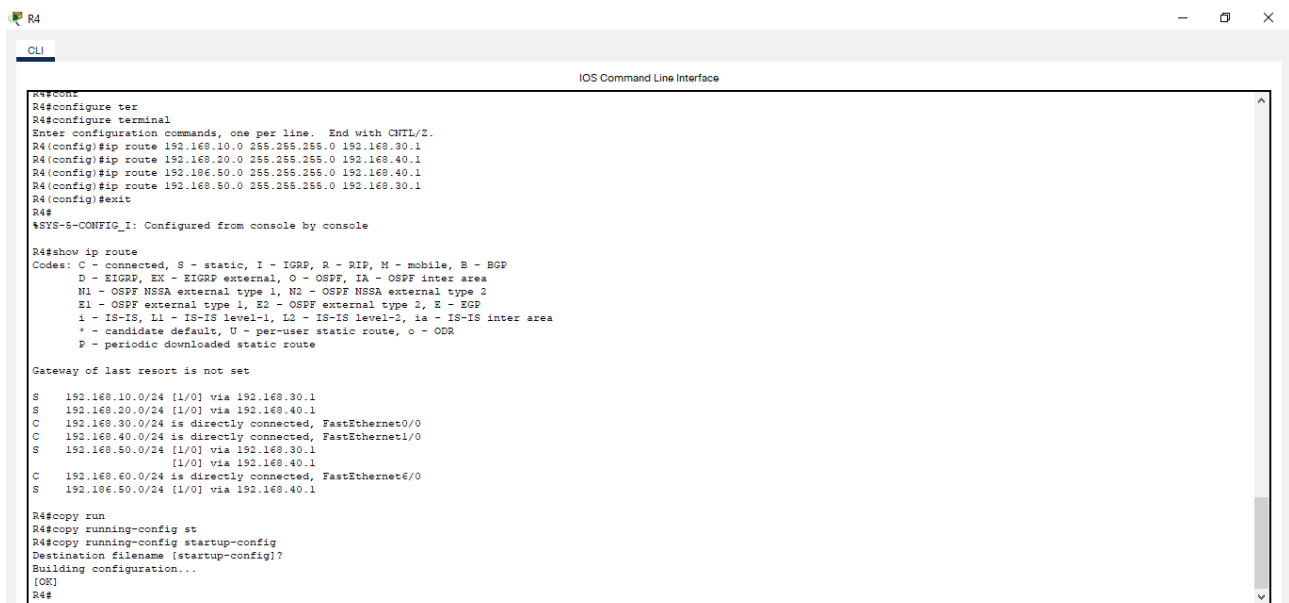 R4
CLI
IOS Command Line Interface
R4#conf
R4#configure ter
R4#configure terminal
Enter configuration commands, one per line.  End with CNTL/Z.
R4(config)#ip route 192.168.10.0 255.255.255.0 192.168.30.1
R4(config)#ip route 192.168.20.0 255.255.255.0 192.168.40.1
R4(config)#ip route 192.186.50.0 255.255.255.0 192.168.40.1
R4(config)#ip route 192.168.50.0 255.255.255.0 192.168.30.1
R4(config)#exit
R4#
%SYS-5-CONFIG_I: Configured from console by console
R4#show ip route
Codes: C - connected, S - static, I - IGRP, R - RIP, M - mobile, B - BGP
       D - EIGRP, EX - EIGRP external, O - OSPF, IA - OSPF inter area
       N1 - OSPF NSSA external type 1, N2 - OSPF NSSA external type 2
       E1 - OSPF external type 1, E2 - OSPF external type 2, E - EGP
       i - IS-IS, L1 - IS-IS level-1, L2 - IS-IS level-2, ia - IS-IS inter area
       * - candidate default, U - per-user static route, o - ODR
       P - periodic downloaded static route
Gateway of last resort is not set
S    192.168.10.0/24 [1/0] via 192.168.30.1
S    192.168.20.0/24 [1/0] via 192.168.40.1
C    192.168.30.0/24 is directly connected, FastEthernet0/0
C    192.168.40.0/24 is directly connected, FastEthernet1/0
S    192.168.50.0/24 [1/0] via 192.168.30.1
                     [1/0] via 192.168.40.1
C    192.168.60.0/24 is directly connected, FastEthernet6/0
S    192.186.50.0/24 [1/0] via 192.168.40.1
R4#copy run
R4#copy running-config st
R4#copy running-config startup-config
Destination filename [startup-config]?
Building configuration...
[OK]
R4#